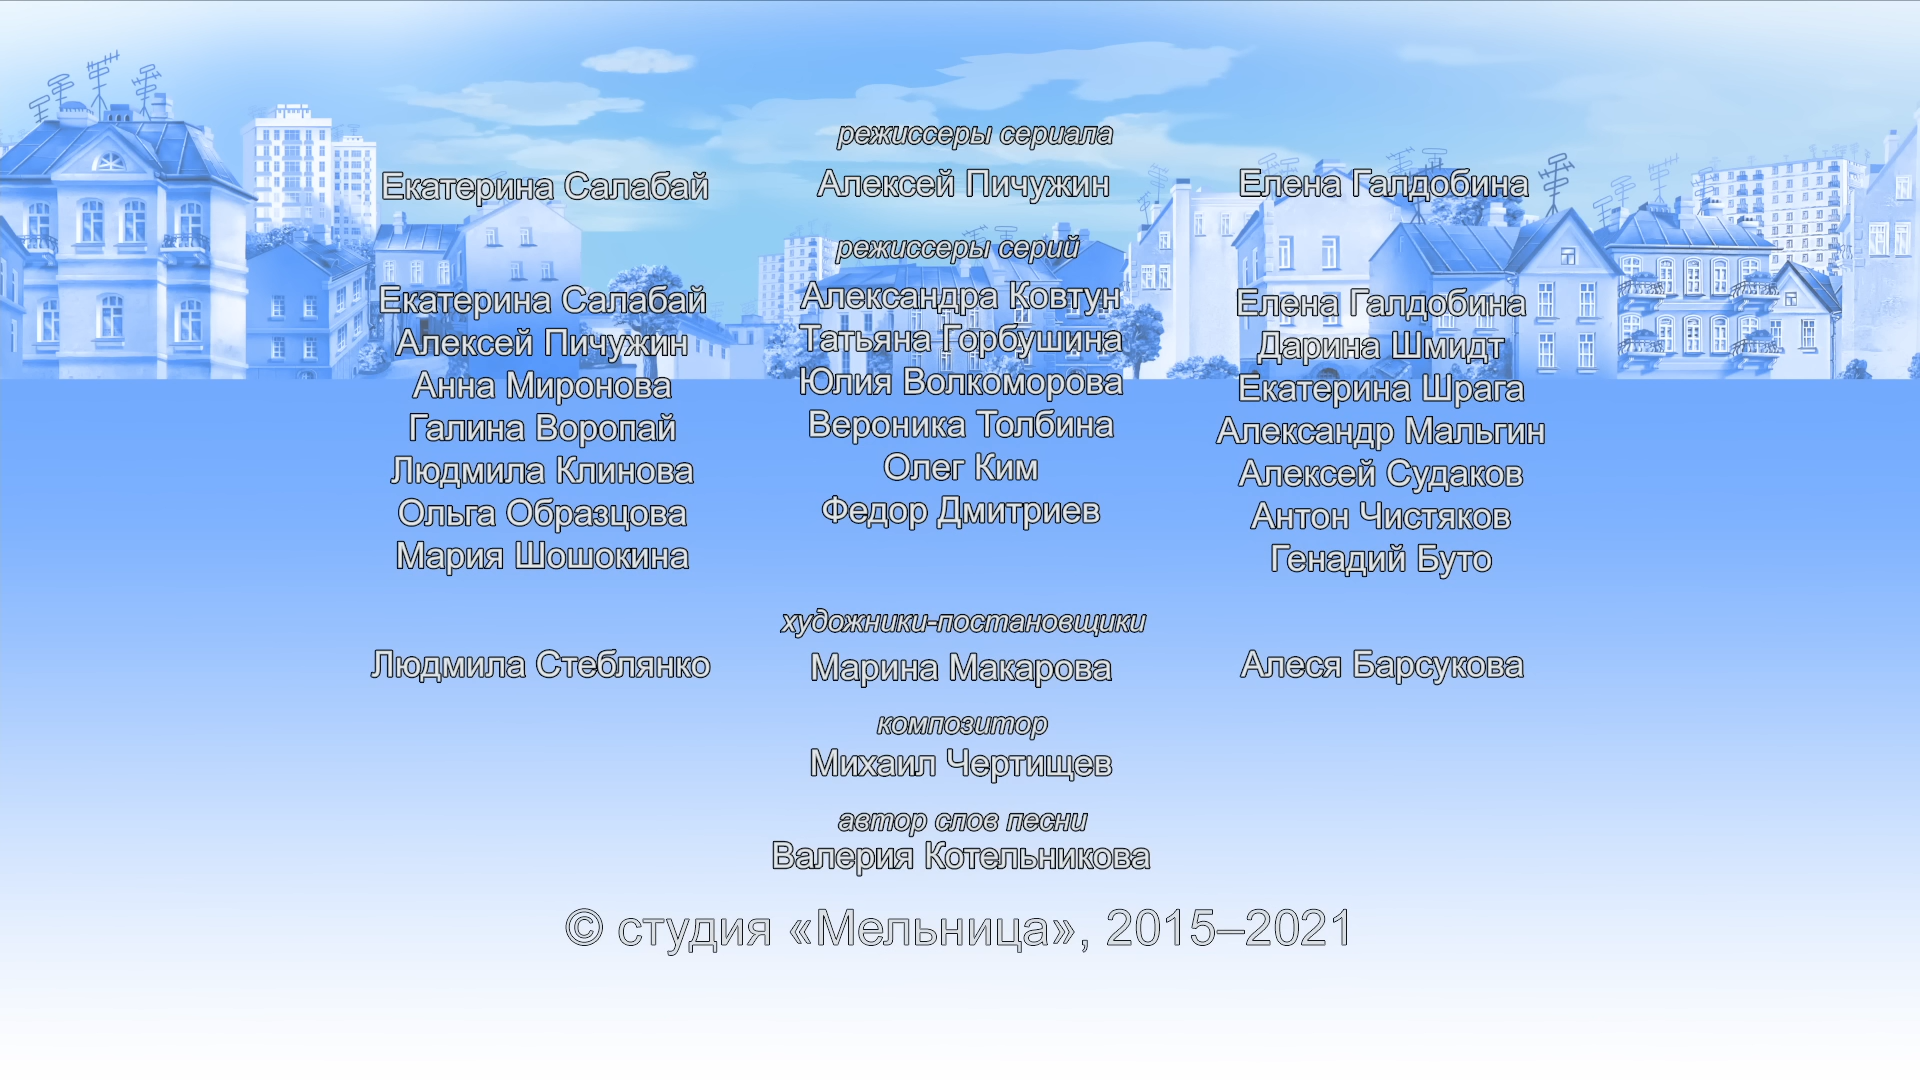 режиссеры сериала
Екатерина Салабай Алексей Пичужин Елена Галдобина
режиссеры серий
Екатерина Салабай Александра Ковтун Елена Галдобина
Алексей Пичужин Татьяна Горбушина Дарина Шмидт
Анна Миронова Юлия Волкоморова Екатерина Шрага
Галина Воропай Вероника Толбина Александр Мальгин
Людмила Клинова Олег Ким Алексей Судаков
Ольга Образцова Федор Дмитриев Антон Чистяков
Мария Шошокина Генадий Буто
художники-постановщики
Людмила Стеблянко Марина Макарова Алеся Барсукова
композитор
Михаил Чертищев
автор слов песни
Валерия Котельникова
© студия «Мельница», 2015–2021